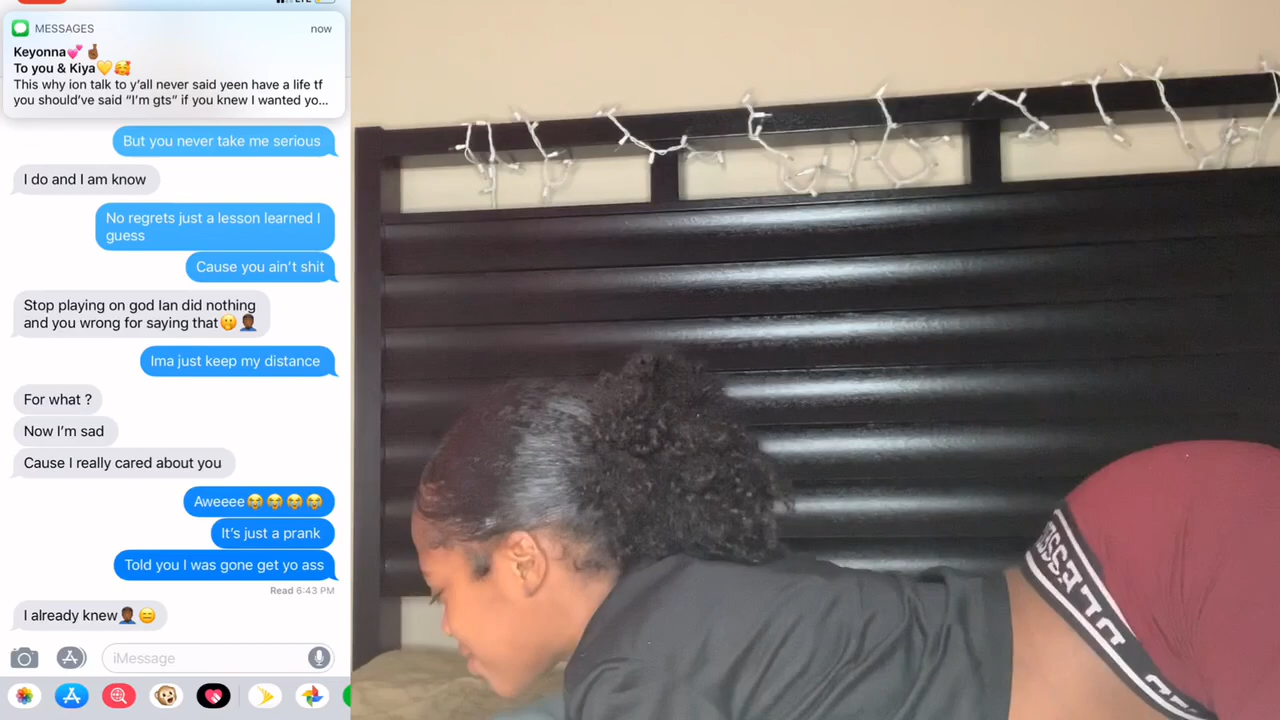 LTE
MESSAGES
now
Keyonna💕🤞🏾
To you & Kiya💛🥰
This why ion talk to y’all never said yeen have a life tf
you should’ve said “I’m gts” if you knew I wanted yo...
But you never take me serious
I do and I am know
No regrets just a lesson learned I
guess
Cause you ain’t shit
Stop playing on god Ian did nothing
and you wrong for saying that🤭🤦🏾‍♂️
Ima just keep my distance
For what ?
Now I’m sad
Cause I really cared about you
Aweeee😭😭😭😭
It’s just a prank
Told you I was gone get yo ass
Read 6:43 PM
I already knew🤦🏾‍♂️😑
iMessage